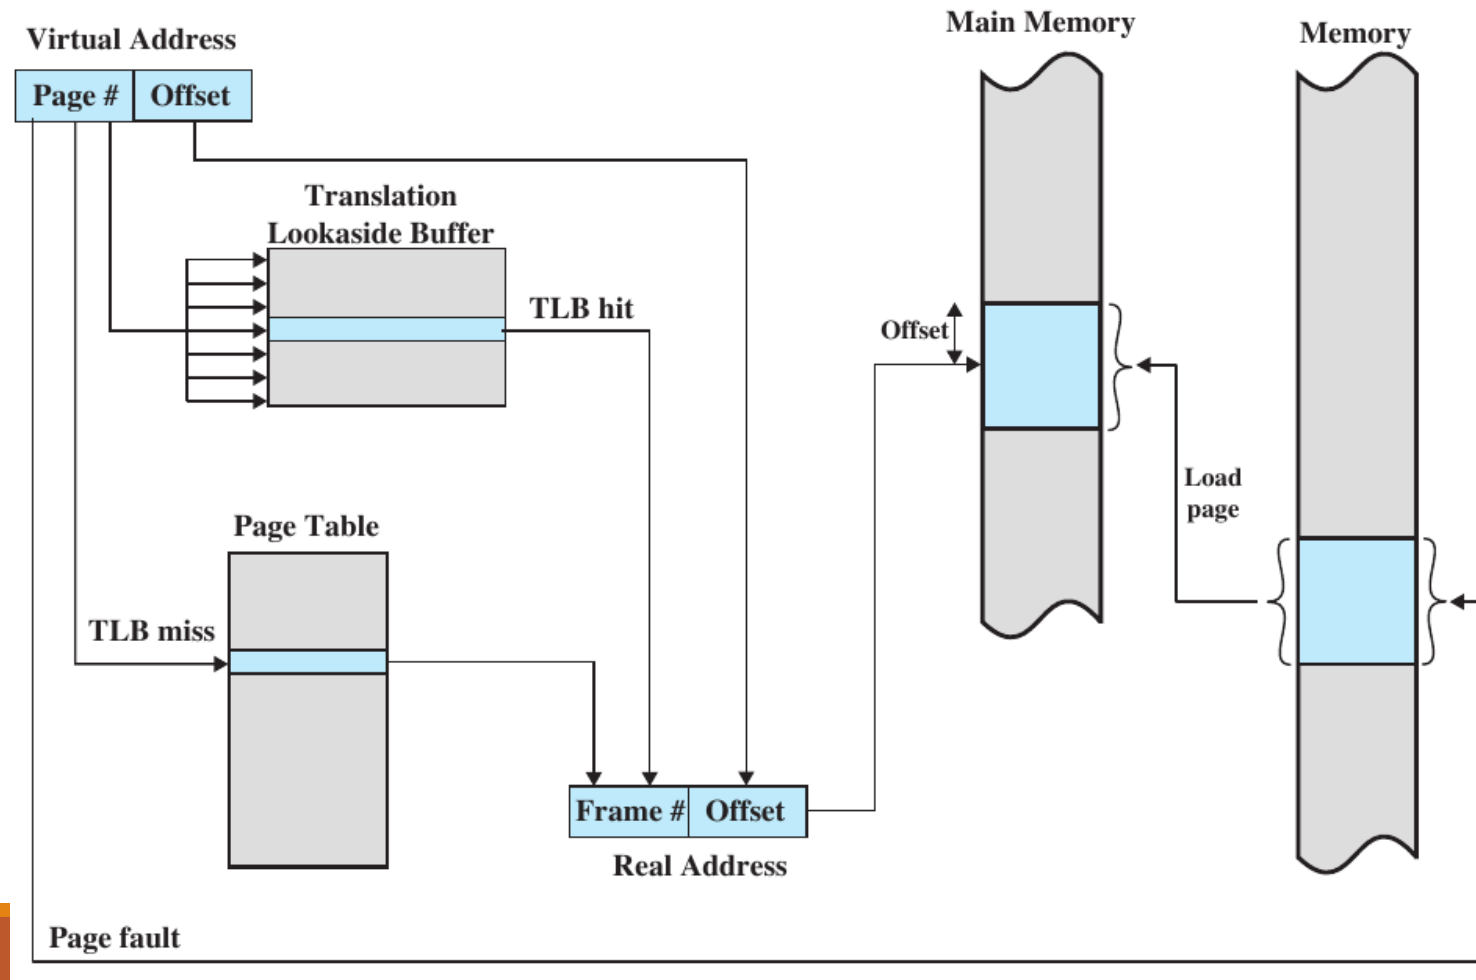 Main Memory
Memory
Virtual Address
Page #
Offset
Translation
Lookaside Buffer
TLB hit
Offset
Load
page
Page Table
TLB miss
Frame #
Offset
Real Address
Page fault